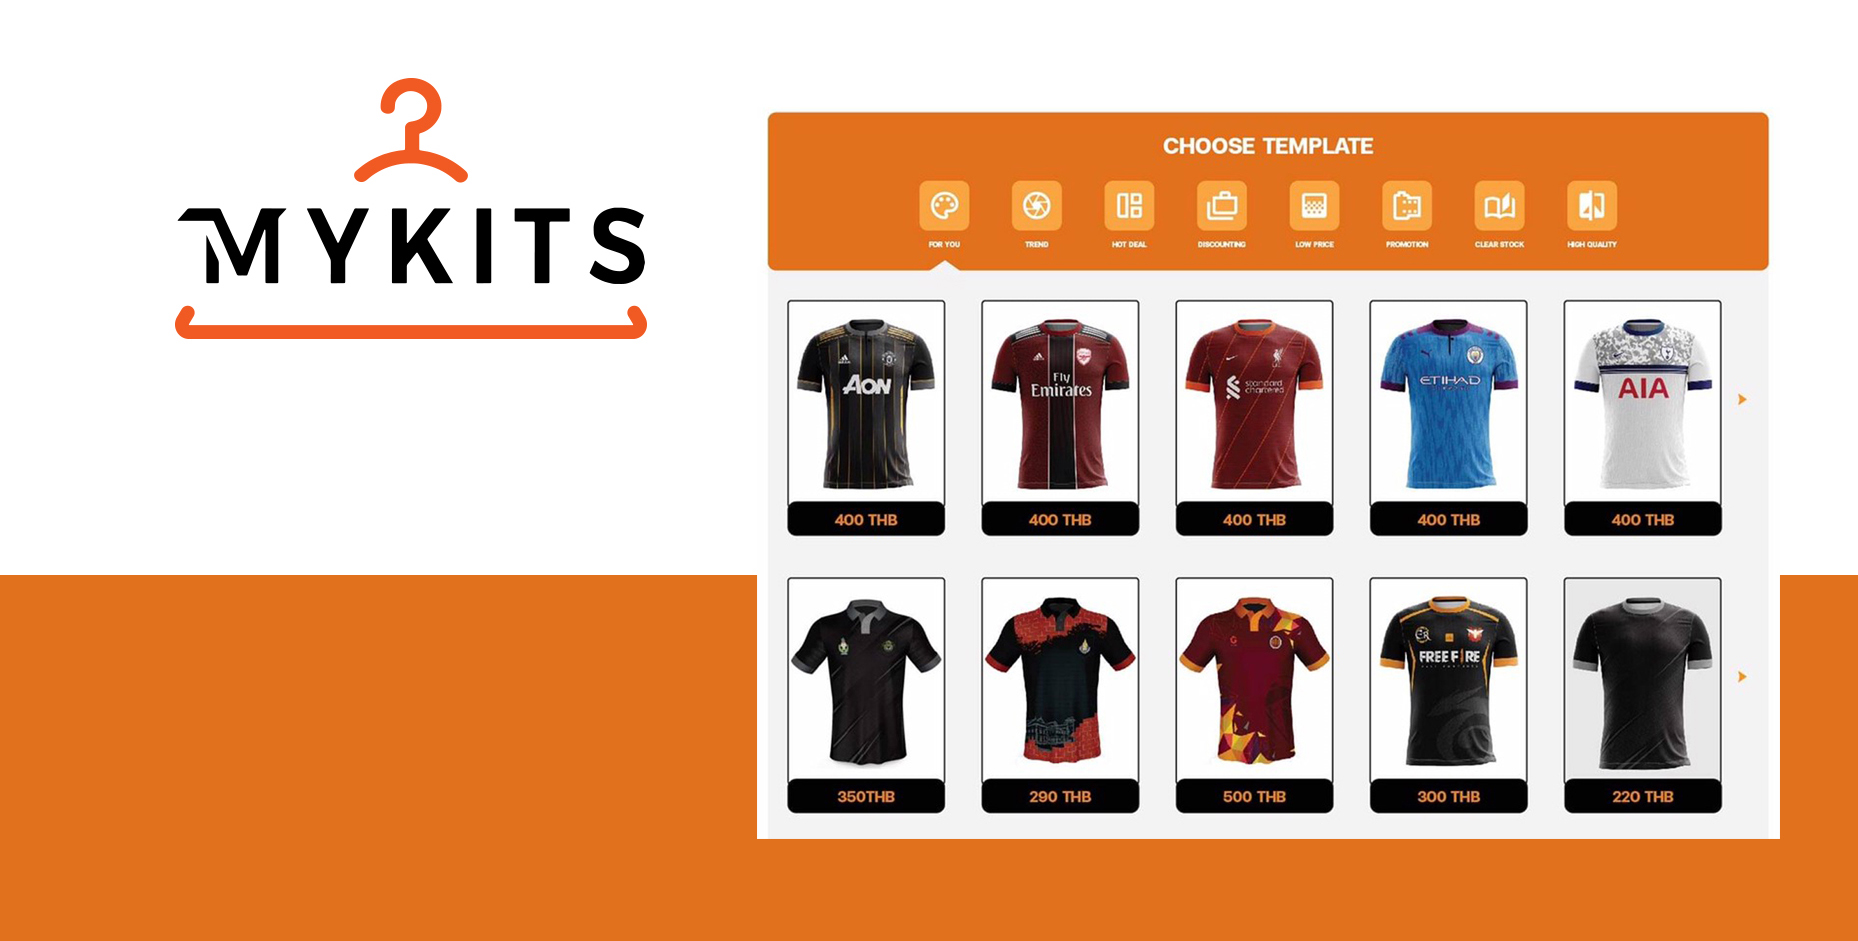 MYKITS
CHOOSE TEMPLATE
FOR YOU
TREND
HOT DEAL
DISCOUNTING
LOW PRICE
PROMOTION
CLEAR STOCK
HIGH QUALITY
AON
Fly
Emirates
standard
chartered
ETIHAD
AIA
400 THB
400 THB
400 THB
400 THB
400 THB
FREE FIRE
350THB
290 THB
500 THB
300 THB
220 THB